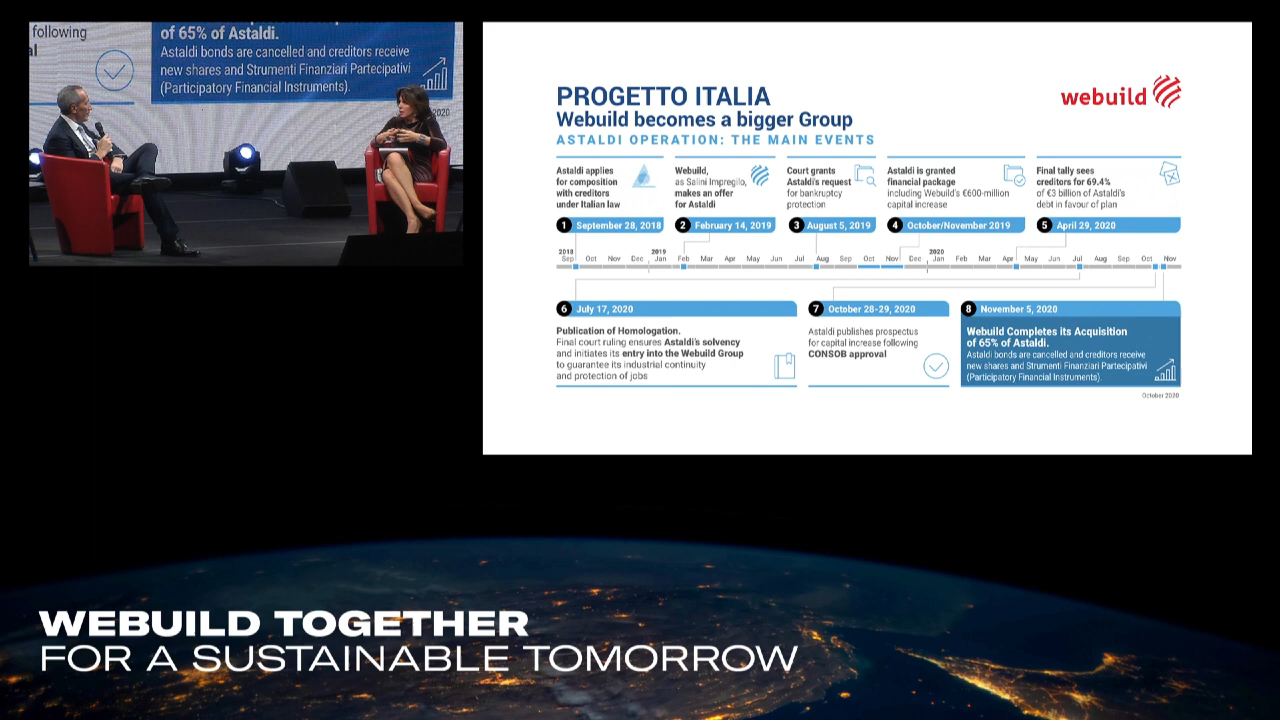 following
al
of 65% of Astaldi.
Astaldi bonds are cancelled and creditors receive
new shares and Strumenti Finanziari Partecipativi
(Participatory Financial Instruments).
2020
PROGETTO ITALIA
Webuild becomes a bigger Group
ASTALDI OPERATION: THE MAIN EVENTS
webuild
Astaldi applies
for composition
with creditors
under Italian law
1 September 28, 2018
Webuild,
as Salini Impregilo,
makes an offer
for Astaldi
2 February 14, 2019
Court grants
Astaldi's request
for bankruptcy
protection
3 August 5, 2019
Astaldi is granted
financial package
including Webuild's €600-million
capital increase
4 October/November 2019
Final tally sees
creditors for 69.4%
of €3 billion of Astaldi's
debt in favour of plan
5 April 29, 2020
2018 2019 2020
Sep Oct Nov Dec Jan Feb Mar Apr May Jun Jul Aug Sep Oct Nov Dec Jan Feb Mar Apr May Jun Jul Aug Sep Oct Nov
6 July 17, 2020
Publication of Homologation.
Final court ruling ensures Astaldi's solvency
and initiates its entry into the Webuild Group
to guarantee its industrial continuity
and protection of jobs
7 October 28-29, 2020
Astaldi publishes prospectus
for capital increase following
CONSOB approval
8 November 5, 2020
Webuild Completes its Acquisition
of 65% of Astaldi.
Astaldi bonds are cancelled and creditors receive
new shares and Strumenti Finanziari Partecipativi
(Participatory Financial Instruments).
October 2020
WEBUILD TOGETHER
FOR A SUSTAINABLE TOMORROW